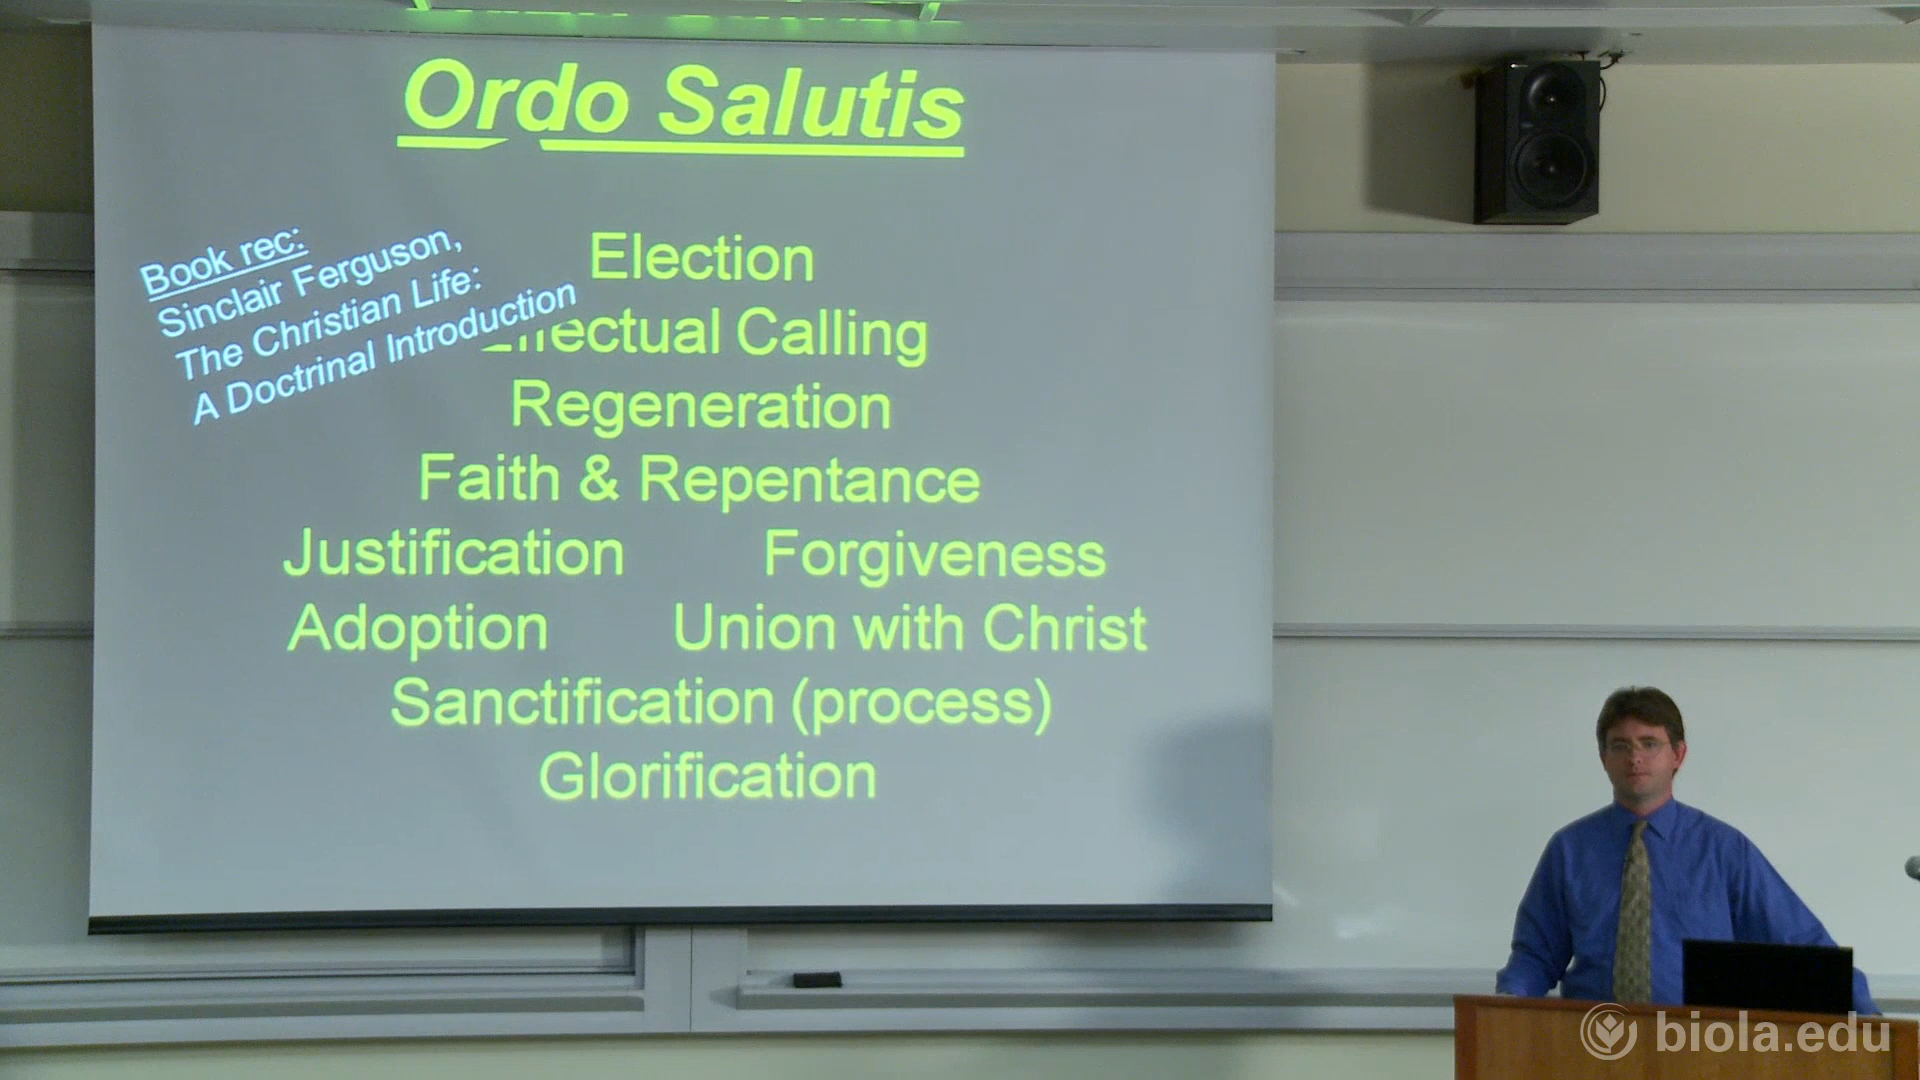 Ordo Salutis
Book rec:
Sinclair Ferguson,
The Christian Life:
A Doctrinal Introduction
Election
Effectual Calling
Regeneration
Faith & Repentance
Justification Forgiveness
Adoption Union with Christ
Sanctification (process)
Glorification
biola.edu